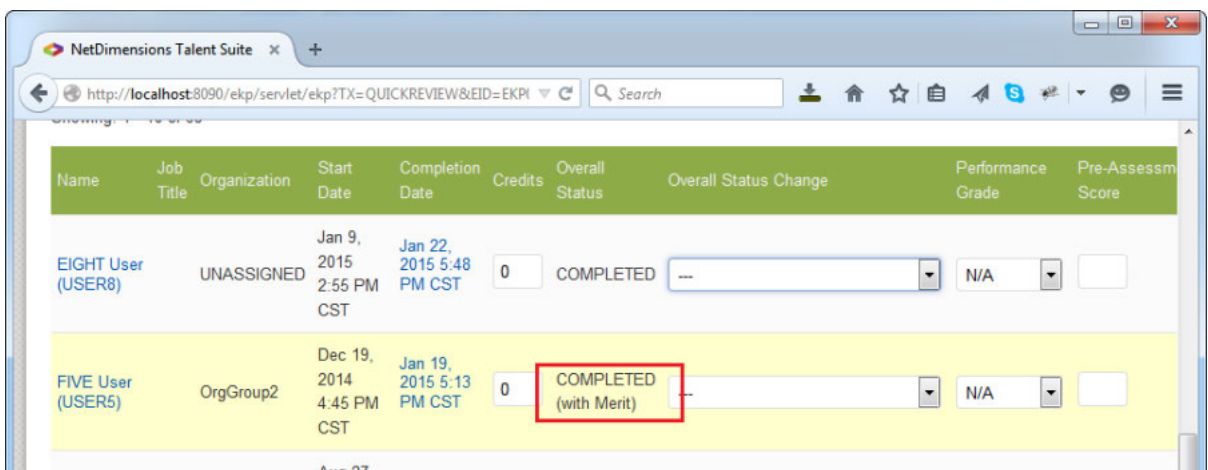 NetDimensions Talent Suite
http://localhost:8090/ekp/servlet/ekp?TX=QUICKREVIEW&EID=EKP(
Search
Name
Job
Title
Organization
Start
Date
Completion
Date
Credits
Overall
Status
Overall Status Change
Performance
Grade
Pre-Assessm
Score
EIGHT User
(USER8)
UNASSIGNED
Jan 9,
2015
2:55 PM
CST
Jan 22,
2015 5:48
PM CST
0
COMPLETED
---
N/A
FIVE User
(USER5)
OrgGroup2
Dec 19,
2014
4:45 PM
CST
Jan 19,
2015 5:13
PM CST
0
COMPLETED
(with Merit)
---
N/A